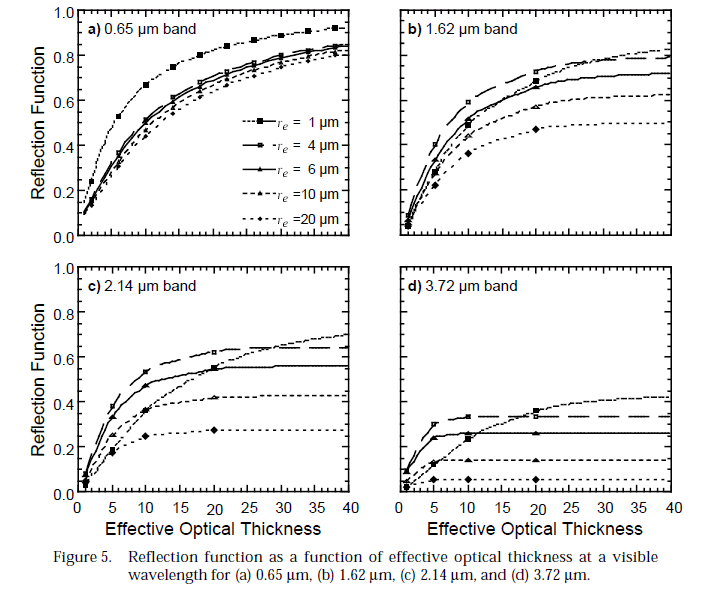 a) 0.65 µm band
b) 1.62 µm band
1.0
0.8
0.6
0.4
0.2
0.0
Reflection Function
re = 1 µm
re = 4 µm
re = 6 µm
re =10 µm
re =20 µm
c) 2.14 µm band
d) 3.72 µm band
1.0
0.8
0.6
0.4
0.2
0.0
Reflection Function
0 5 10 15 20 25 30 35 40
0 5 10 15 20 25 30 35 40
Effective Optical Thickness
Effective Optical Thickness
Figure 5. Reflection function as a function of effective optical thickness at a visible
wavelength for (a) 0.65 µm, (b) 1.62 µm, (c) 2.14 µm, and (d) 3.72 µm.